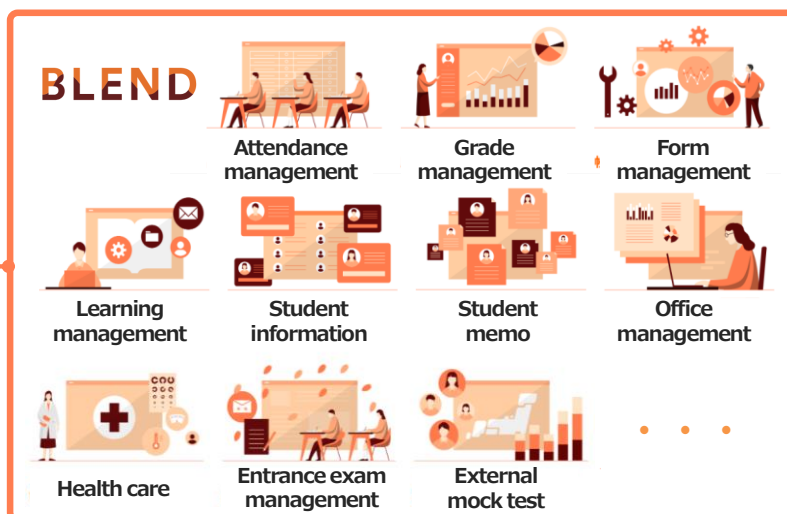 BLEND
Attendance
management
Grade
management
Form
management
Learning
management
Student
information
Student
memo
Office
management
Health care
Entrance exam
management
External
mock test